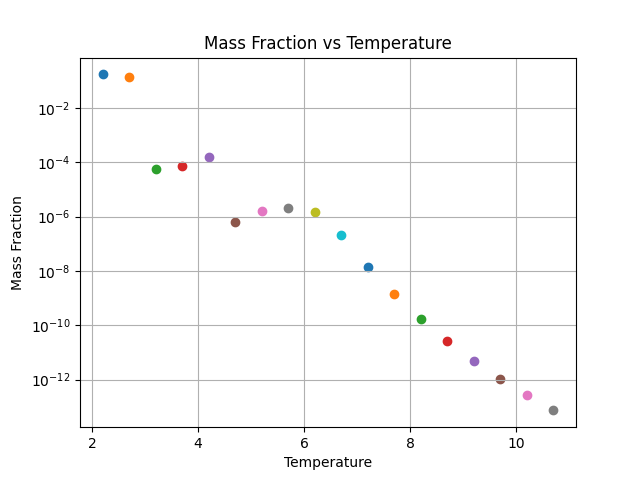 Mass Fraction vs Temperature
Mass Fraction
10⁻²
10⁻⁴
10⁻⁶
10⁻⁸
10⁻¹⁰
10⁻¹²
2 4 6 8 10
Temperature